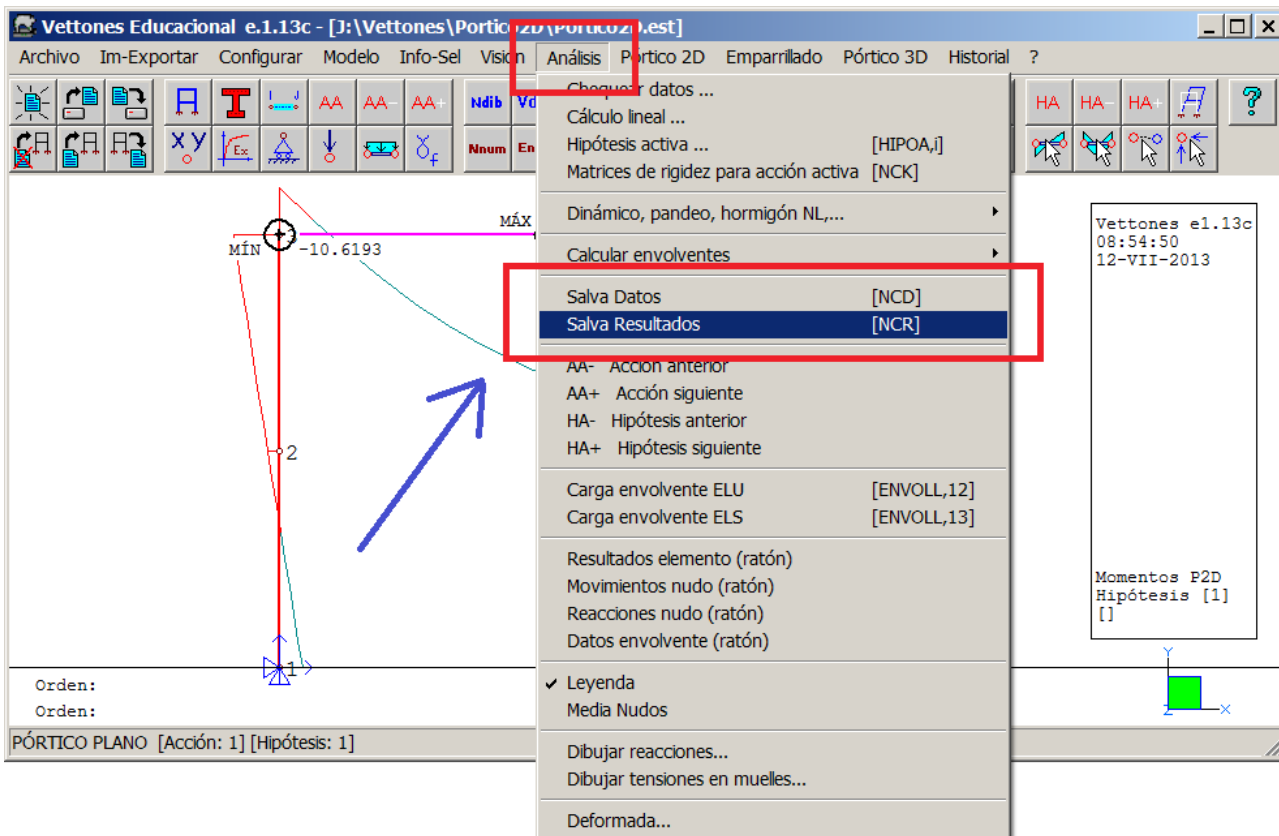 Vettones Educacional e.1.13c - [J:\Vettones\Portico2D\Portico2D.est]
Archivo Im-Exportar Configurar Modelo Info-Sel Visión Análisis Pórtico 2D Emparrillado Pórtico 3D Historial ?
AA AA- AA+ Ndib HA HA- HA+ ?
X Y Ex γf Nnum
Chequear datos ...
Cálculo lineal ...
Hipótesis activa ... [HIPOA,i]
Matrices de rigidez para acción activa [NCK]
Dinámico, pandeo, hormigón NL,...
Calcular envolventes
Salva Datos [NCD]
Salva Resultados [NCR]
AA- Acción anterior
AA+ Acción siguiente
HA- Hipótesis anterior
HA+ Hipótesis siguiente
Carga envolvente ELU [ENVOLL,12]
Carga envolvente ELS [ENVOLL,13]
Resultados elemento (ratón)
Movimientos nudo (ratón)
Reacciones nudo (ratón)
Datos envolvente (ratón)
Leyenda
Media Nudos
Dibujar reacciones...
Dibujar tensiones en muelles...
Deformada...
MÁX
MÍN -10.6193
2
1
Vettones e1.13c
08:54:50
12-VII-2013
Momentos P2D
Hipótesis [1]
[]
Y
Z X
Orden:
Orden:
PÓRTICO PLANO [Acción: 1] [Hipótesis: 1]